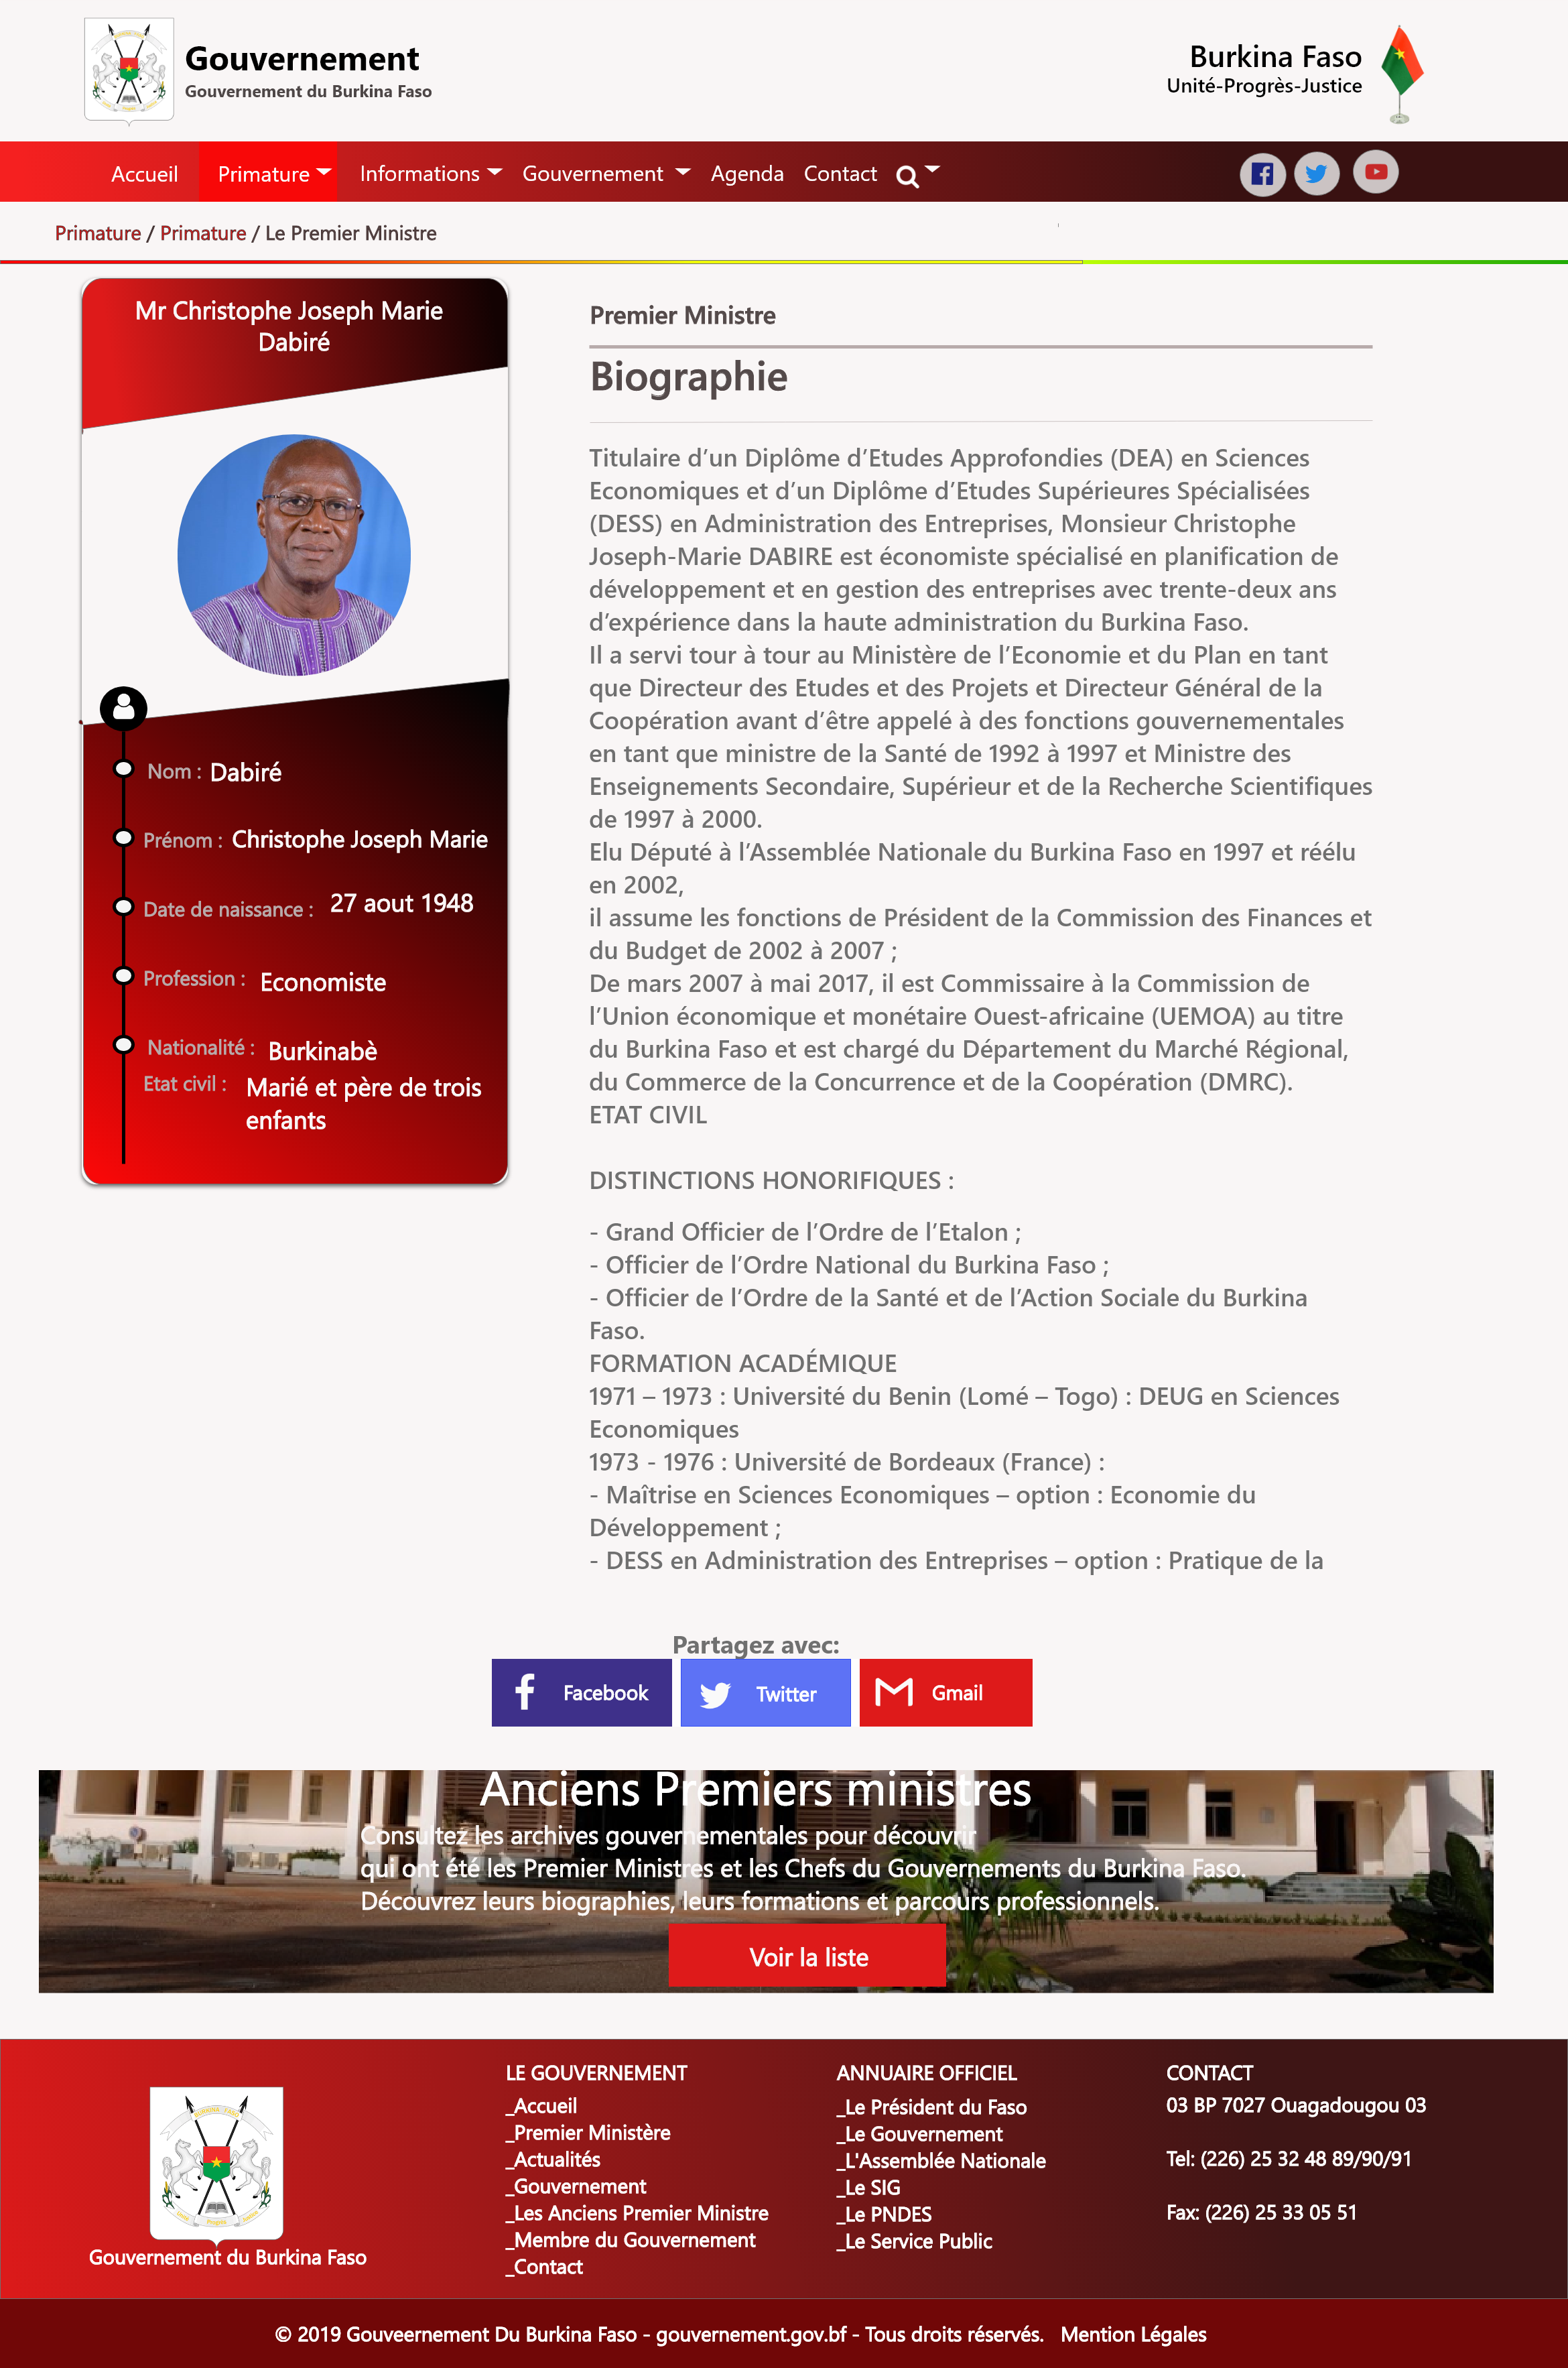 Gouvernement
Gouvernement du Burkina Faso
Burkina Faso
Unité-Progrès-Justice
Accueil Primature Informations Gouvernement Agenda Contact
Primature / Primature / Le Premier Ministre
Mr Christophe Joseph Marie
Dabiré
Nom : Dabiré
Prénom : Christophe Joseph Marie
Date de naissance : 27 aout 1948
Profession : Economiste
Nationalité : Burkinabè
Etat civil : Marié et père de trois
enfants
Premier Ministre
Biographie
Titulaire d’un Diplôme d’Etudes Approfondies (DEA) en Sciences
Economiques et d’un Diplôme d’Etudes Supérieures Spécialisées
(DESS) en Administration des Entreprises, Monsieur Christophe
Joseph-Marie DABIRE est économiste spécialisé en planification de
développement et en gestion des entreprises avec trente-deux ans
d’expérience dans la haute administration du Burkina Faso.
Il a servi tour à tour au Ministère de l’Economie et du Plan en tant
que Directeur des Etudes et des Projets et Directeur Général de la
Coopération avant d’être appelé à des fonctions gouvernementales
en tant que ministre de la Santé de 1992 à 1997 et Ministre des
Enseignements Secondaire, Supérieur et de la Recherche Scientifiques
de 1997 à 2000.
Elu Député à l’Assemblée Nationale du Burkina Faso en 1997 et réélu
en 2002,
il assume les fonctions de Président de la Commission des Finances et
du Budget de 2002 à 2007 ;
De mars 2007 à mai 2017, il est Commissaire à la Commission de
l’Union économique et monétaire Ouest-africaine (UEMOA) au titre
du Burkina Faso et est chargé du Département du Marché Régional,
du Commerce de la Concurrence et de la Coopération (DMRC).
ETAT CIVIL
DISTINCTIONS HONORIFIQUES :
- Grand Officier de l’Ordre de l’Etalon ;
- Officier de l’Ordre National du Burkina Faso ;
- Officier de l’Ordre de la Santé et de l’Action Sociale du Burkina
Faso.
FORMATION ACADÉMIQUE
1971 – 1973 : Université du Benin (Lomé – Togo) : DEUG en Sciences
Economiques
1973 - 1976 : Université de Bordeaux (France) :
- Maîtrise en Sciences Economiques – option : Economie du
Développement ;
- DESS en Administration des Entreprises – option : Pratique de la
Partagez avec:
Facebook Twitter Gmail
Anciens Premiers ministres
Consultez les archives gouvernementales pour découvrir
qui ont été les Premier Ministres et les Chefs du Gouvernements du Burkina Faso.
Découvrez leurs biographies, leurs formations et parcours professionnels.
Voir la liste
Gouvernement du Burkina Faso
LE GOUVERNEMENT
_Accueil
_Premier Ministère
_Actualités
_Gouvernement
_Les Anciens Premier Ministre
_Membre du Gouvernement
_Contact
ANNUAIRE OFFICIEL
_Le Président du Faso
_Le Gouvernement
_L'Assemblée Nationale
_Le SIG
_Le PNDES
_Le Service Public
CONTACT
03 BP 7027 Ouagadougou 03
Tel: (226) 25 32 48 89/90/91
Fax: (226) 25 33 05 51
© 2019 Gouveernement Du Burkina Faso - gouvernement.gov.bf - Tous droits réservés. Mention Légales